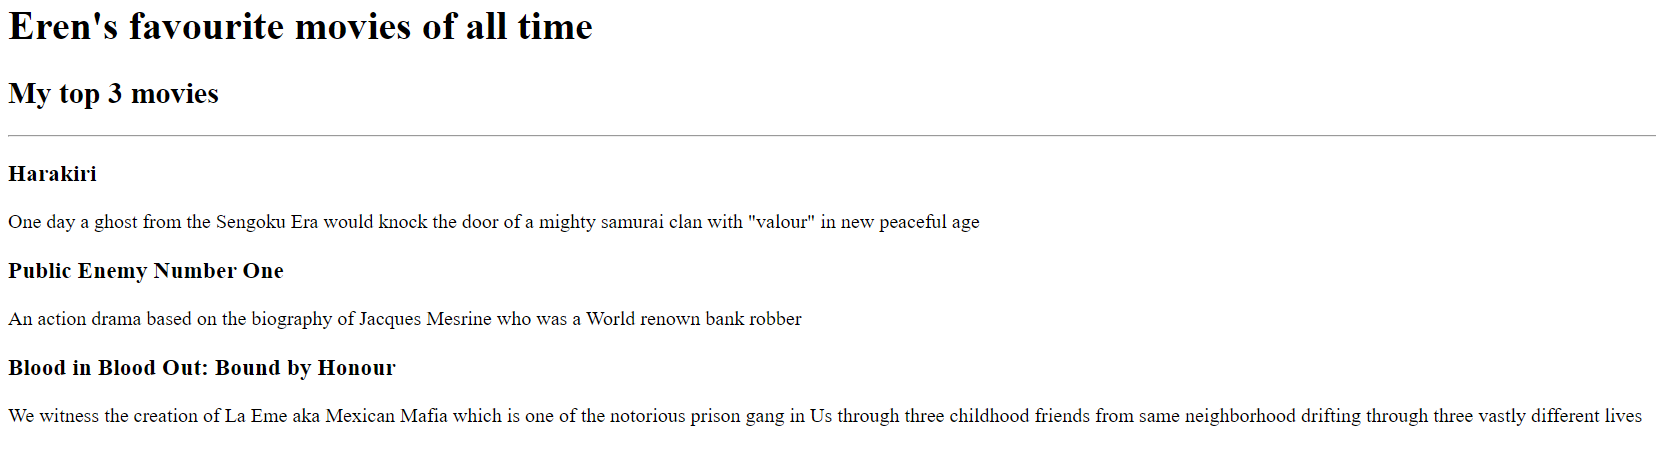 Eren's favourite movies of all time
My top 3 movies
Harakiri
One day a ghost from the Sengoku Era would knock the door of a mighty samurai clan with "valour" in new peaceful age
Public Enemy Number One
An action drama based on the biography of Jacques Mesrine who was a World renown bank robber
Blood in Blood Out: Bound by Honour
We witness the creation of La Eme aka Mexican Mafia which is one of the notorious prison gang in Us through three childhood friends from same neighborhood drifting through three vastly different lives